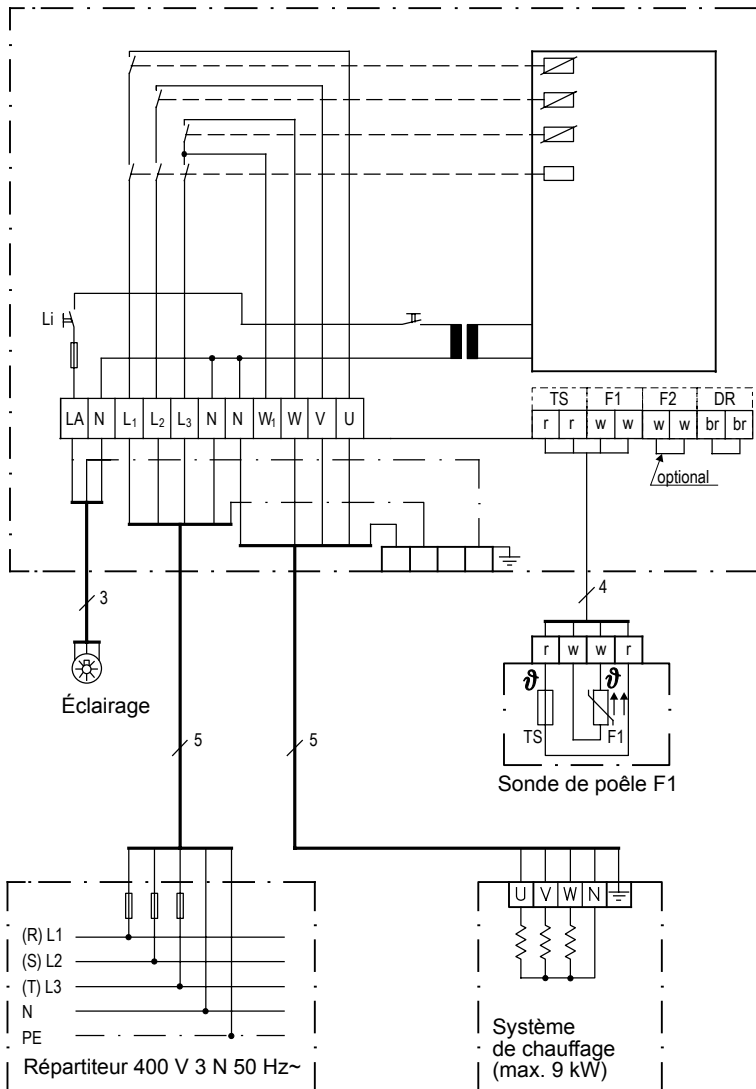 Li
LA N L1 L2 L3 N N W1 W V U
TS F1 F2 DR
r r w w w w br br
optional
3
4
r w w r
ϑ ϑ
TS F1
Éclairage
Sonde de poêle F1
5 5
U V W N
(R) L1
(S) L2
(T) L3
N
PE
Répartiteur 400 V 3 N 50 Hz~
Système
de chauffage
(max. 9 kW)